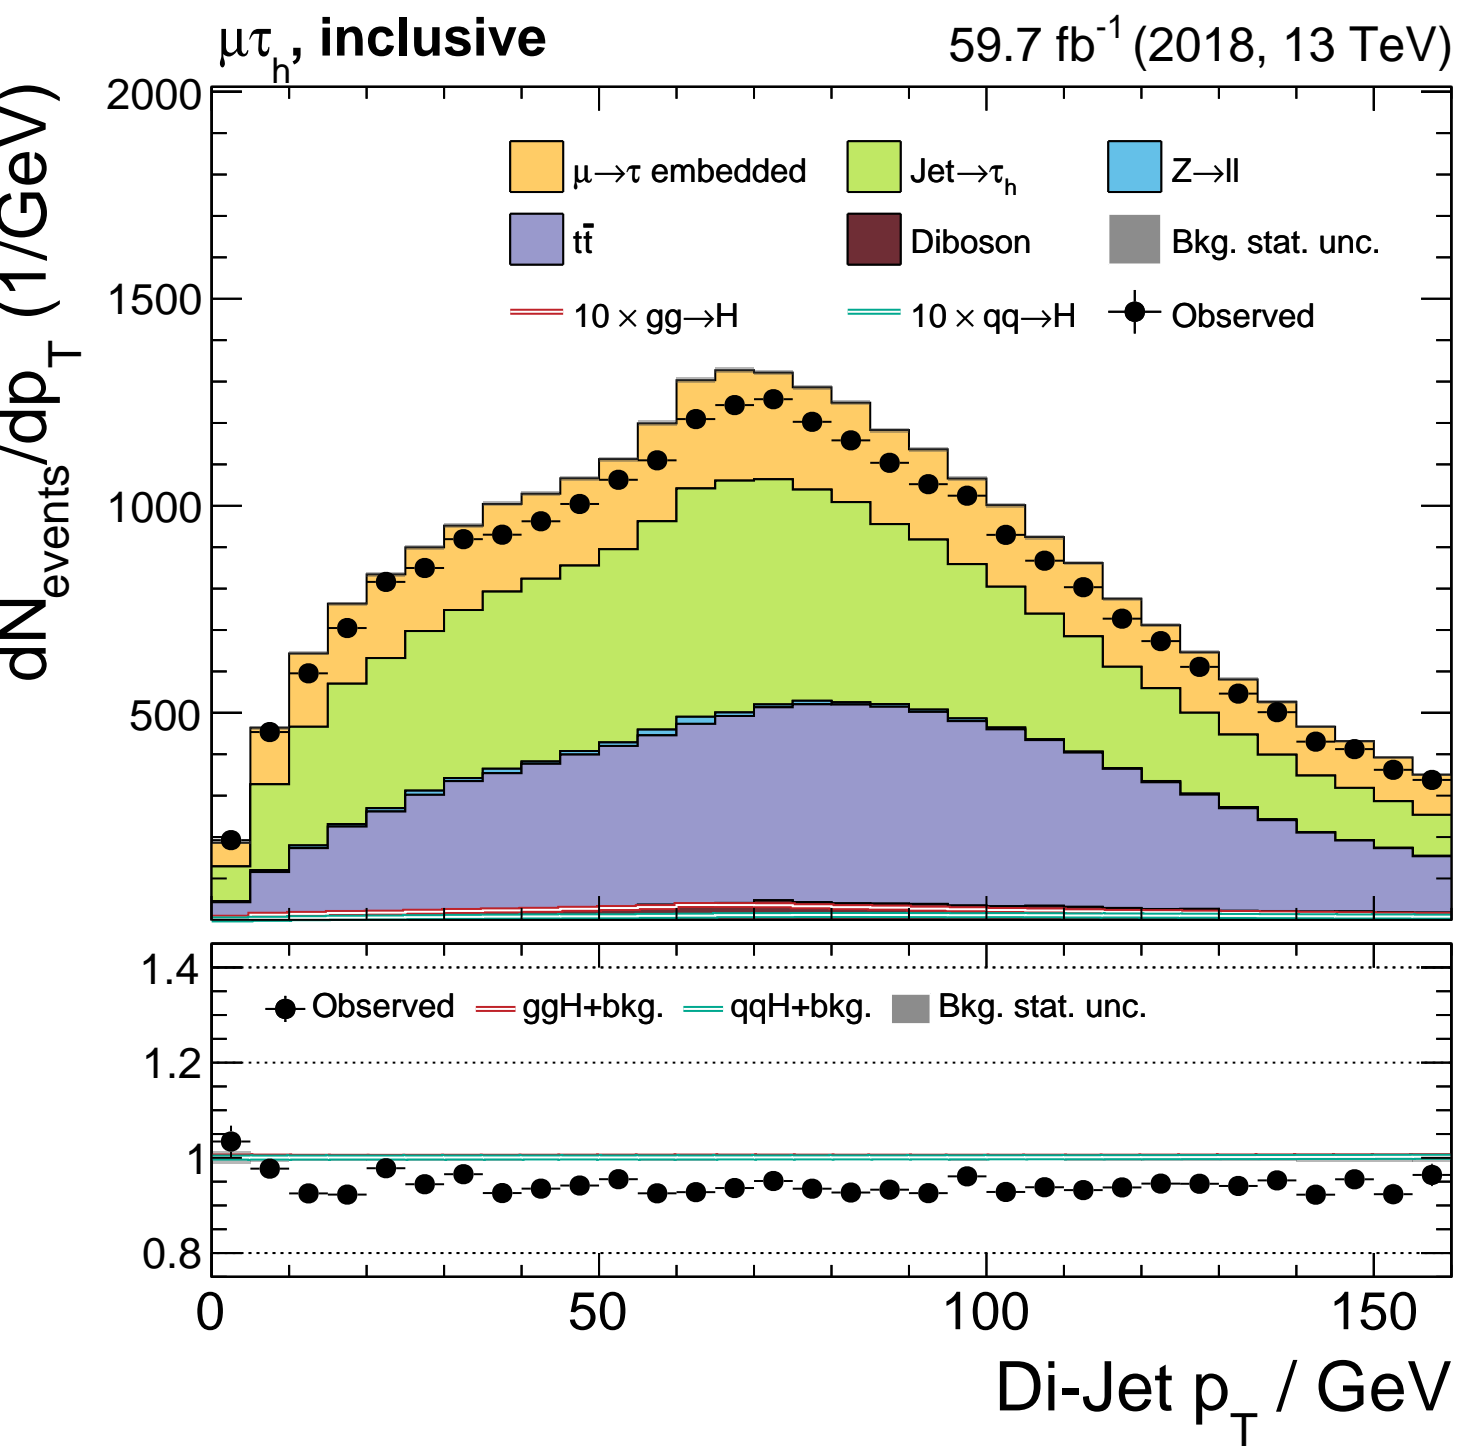 μτh, inclusive
59.7 fb-1 (2018, 13 TeV)
dNevents/dpT (1/GeV)
2000
1500
1000
500
μ→τ embedded
Jet→τh
Z→ll
tt̄
Diboson
Bkg. stat. unc.
10 × gg→H
10 × qq→H
Observed
1.4
1.2
1
0.8
Observed
ggH+bkg.
qqH+bkg.
Bkg. stat. unc.
0
50
100
150
Di-Jet pT / GeV